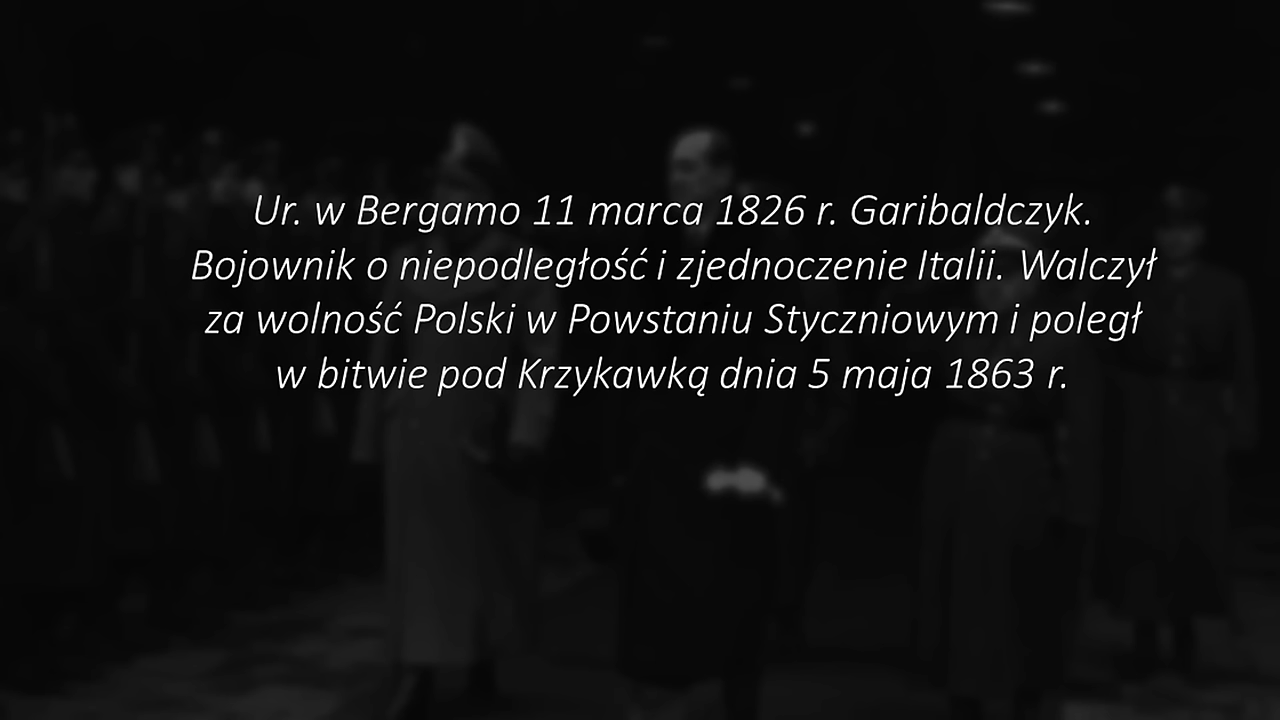 Ur. w Bergamo 11 marca 1826 r. Garibaldczyk.
Bojownik o niepodległość i zjednoczenie Italii. Walczył
za wolność Polski w Powstaniu Styczniowym i poległ
w bitwie pod Krzykawką dnia 5 maja 1863 r.